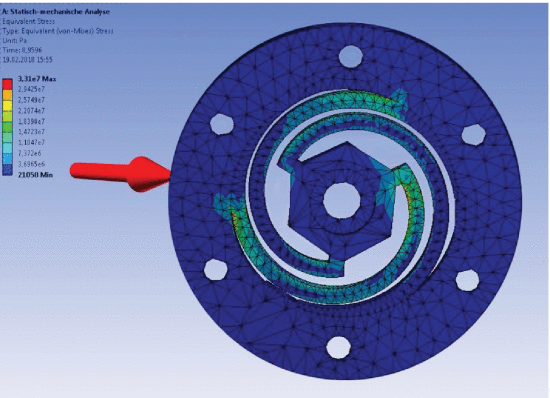 A: Statisch-mechanische Analyse
Equivalent Stress
Type: Equivalent (von-Mises) Stress
Unit: Pa
Time: 0,9596
19.02.2018 15:55
3,31e7 Max
2,9425e7
2,5749e7
2,2074e7
1,8398e7
1,4723e7
1,1047e7
7,372e6
3,6965e6
21050 Min